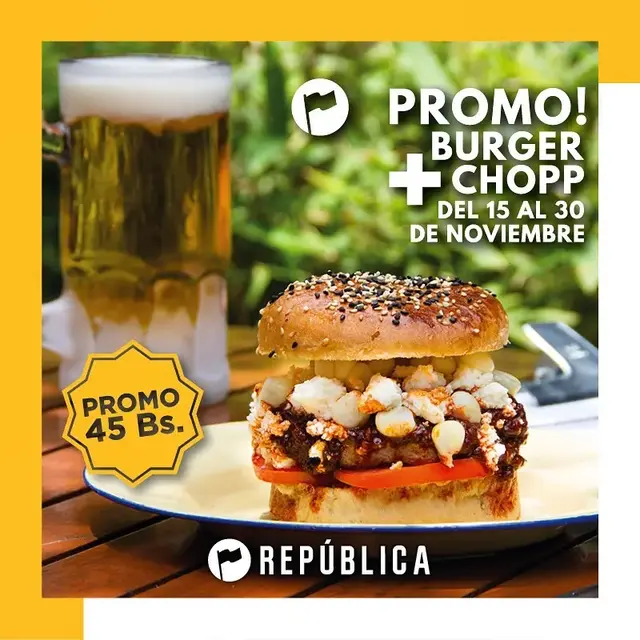 PROMO!
BURGER
+ CHOPP
DEL 15 AL 30
DE NOVIEMBRE
PROMO
45 Bs.
REPÚBLICA